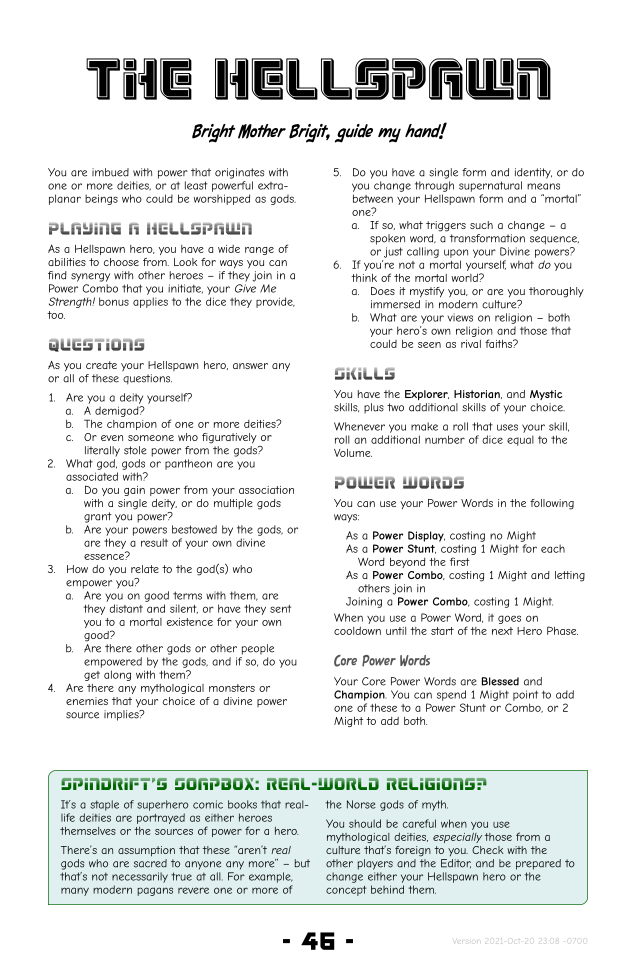 THE HELLSPAWN
Bright Mother Brigit, guide my hand!
You are imbued with power that originates with
one or more deities, or at least powerful extra-
planar beings who could be worshipped as gods.
PLAYING A HELLSPAWN
As a Hellspawn hero, you have a wide range of
abilities to choose from. Look for ways you can
find synergy with other heroes – if they join in a
Power Combo that you initiate, your Give Me
Strength! bonus applies to the dice they provide,
too.
QUESTIONS
As you create your Hellspawn hero, answer any
or all of these questions.
1. Are you a deity yourself?
a. A demigod?
b. The champion of one or more deities?
c. Or even someone who figuratively or
literally stole power from the gods?
2. What god, gods or pantheon are you
associated with?
a. Do you gain power from your association
with a single deity, or do multiple gods
grant you power?
b. Are your powers bestowed by the gods, or
are they a result of your own divine
essence?
3. How do you relate to the god(s) who
empower you?
a. Are you on good terms with them, are
they distant and silent, or have they sent
you to a mortal existence for your own
good?
b. Are there other gods or other people
empowered by the gods, and if so, do you
get along with them?
4. Are there any mythological monsters or
enemies that your choice of a divine power
source implies?
5. Do you have a single form and identity, or do
you change through supernatural means
between your Hellspawn form and a “mortal”
one?
a. If so, what triggers such a change – a
spoken word, a transformation sequence,
or just calling upon your Divine powers?
6. If you’re not a mortal yourself, what do you
think of the mortal world?
a. Does it mystify you, or are you thoroughly
immersed in modern culture?
b. What are your views on religion – both
your hero’s own religion and those that
could be seen as rival faiths?
SKILLS
You have the Explorer, Historian, and Mystic
skills, plus two additional skills of your choice.
Whenever you make a roll that uses your skill,
roll an additional number of dice equal to the
Volume.
POWER WORDS
You can use your Power Words in the following
ways:
As a Power Display, costing no Might
As a Power Stunt, costing 1 Might for each
Word beyond the first
As a Power Combo, costing 1 Might and letting
others join in
Joining a Power Combo, costing 1 Might.
When you use a Power Word, it goes on
cooldown until the start of the next Hero Phase.
Core Power Words
Your Core Power Words are Blessed and
Champion. You can spend 1 Might point to add
one of these to a Power Stunt or Combo, or 2
Might to add both.
SPINDRIFT’S SOAPBOX: REAL-WORLD RELIGIONS?
It’s a staple of superhero comic books that real-
life deities are portrayed as either heroes
themselves or the sources of power for a hero.
There’s an assumption that these “aren’t real
gods who are sacred to anyone any more” – but
that’s not necessarily true at all. For example,
many modern pagans revere one or more of
the Norse gods of myth.
You should be careful when you use
mythological deities, especially those from a
culture that’s foreign to you. Check with the
other players and the Editor, and be prepared to
change either your Hellspawn hero or the
concept behind them.
- 46 -
Version 2021-Oct-20 23:08 -0700